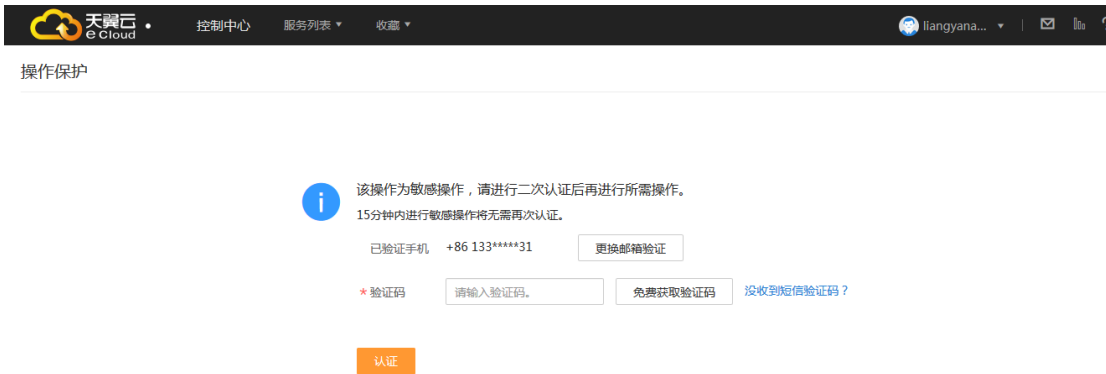 天翼云
e Cloud
控制中心 服务列表 收藏 liangyana...
操作保护
该操作为敏感操作，请进行二次认证后再进行所需操作。
15分钟内进行敏感操作将无需再次认证。
已验证手机 +86 133*****31 更换邮箱验证
*验证码 请输入验证码。 免费获取验证码 没收到短信验证码？
认证